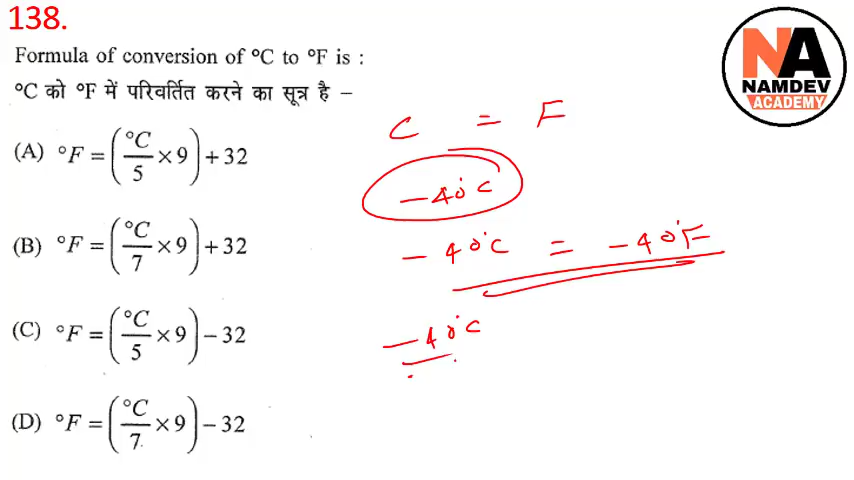 138.
Formula of conversion of °C to °F is :
°C को °F में परिवर्तित करने का सूत्र है –
(A) °F = (°C/5 × 9) + 32
(B) °F = (°C/7 × 9) + 32
(C) °F = (°C/5 × 9) − 32
(D) °F = (°C/7 × 9) − 32
C = F
−40°C
−40°C = −40°F
−40°C
NA
NAMDEV
ACADEMY